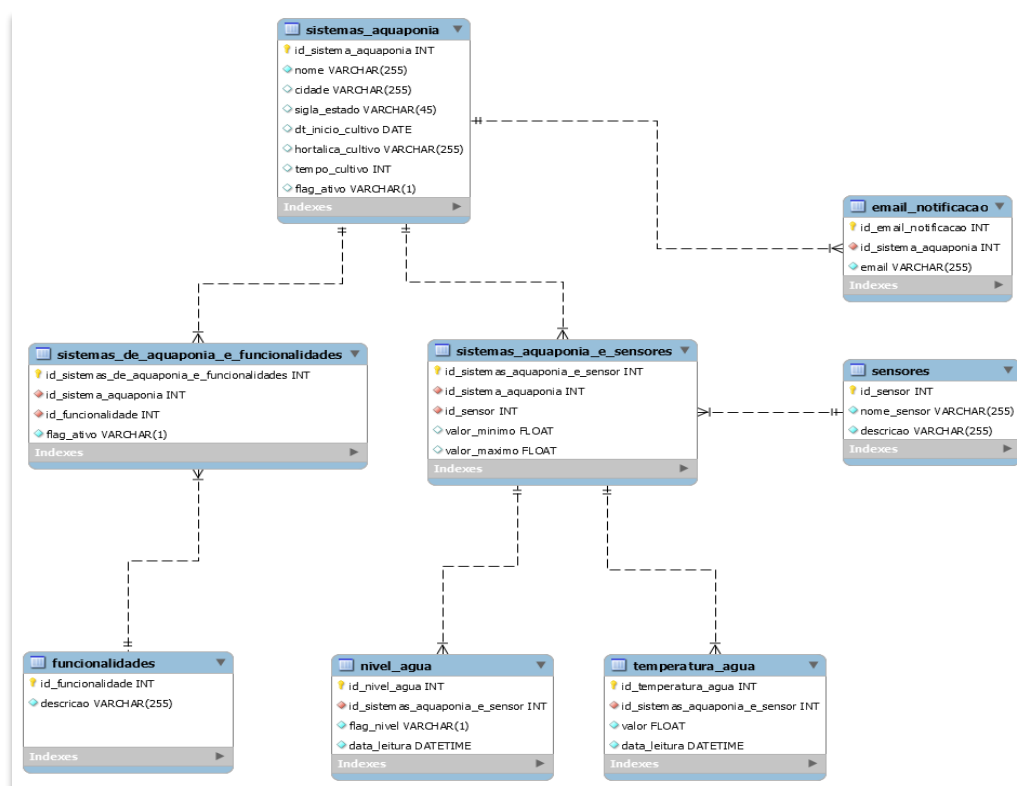 sistemas_aquaponia
id_sistema_aquaponia INT
nome VARCHAR(255)
cidade VARCHAR(255)
sigla_estado VARCHAR(45)
dt_inicio_cultivo DATE
hortalica_cultivo VARCHAR(255)
tempo_cultivo INT
flag_ativo VARCHAR(1)
Indexes
email_notificacao
id_email_notificacao INT
id_sistema_aquaponia INT
email VARCHAR(255)
Indexes
sistemas_de_aquaponia_e_funcionalidades
id_sistemas_de_aquaponia_e_funcionalidades INT
id_sistema_aquaponia INT
id_funcionalidade INT
flag_ativo VARCHAR(1)
Indexes
sistemas_aquaponia_e_sensores
id_sistemas_aquaponia_e_sensor INT
id_sistema_aquaponia INT
id_sensor INT
valor_minimo FLOAT
valor_maximo FLOAT
Indexes
sensores
id_sensor INT
nome_sensor VARCHAR(255)
descricao VARCHAR(255)
Indexes
funcionalidades
id_funcionalidade INT
descricao VARCHAR(255)
Indexes
nivel_agua
id_nivel_agua INT
id_sistemas_aquaponia_e_sensor INT
flag_nivel VARCHAR(1)
data_leitura DATETIME
Indexes
temperatura_agua
id_temperatura_agua INT
id_sistemas_aquaponia_e_sensor INT
valor FLOAT
data_leitura DATETIME
Indexes